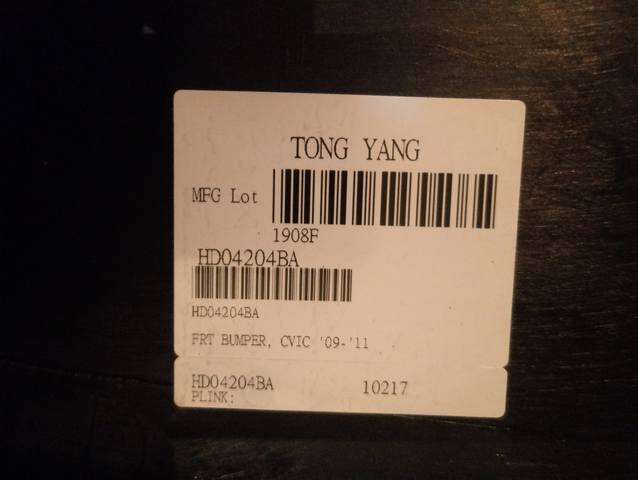 TONG YANG
MFG Lot
1908F
HD04204BA
HD04204BA
FRT BUMPER, CVIC '09-'11
HD04204BA 10217
PLINK: